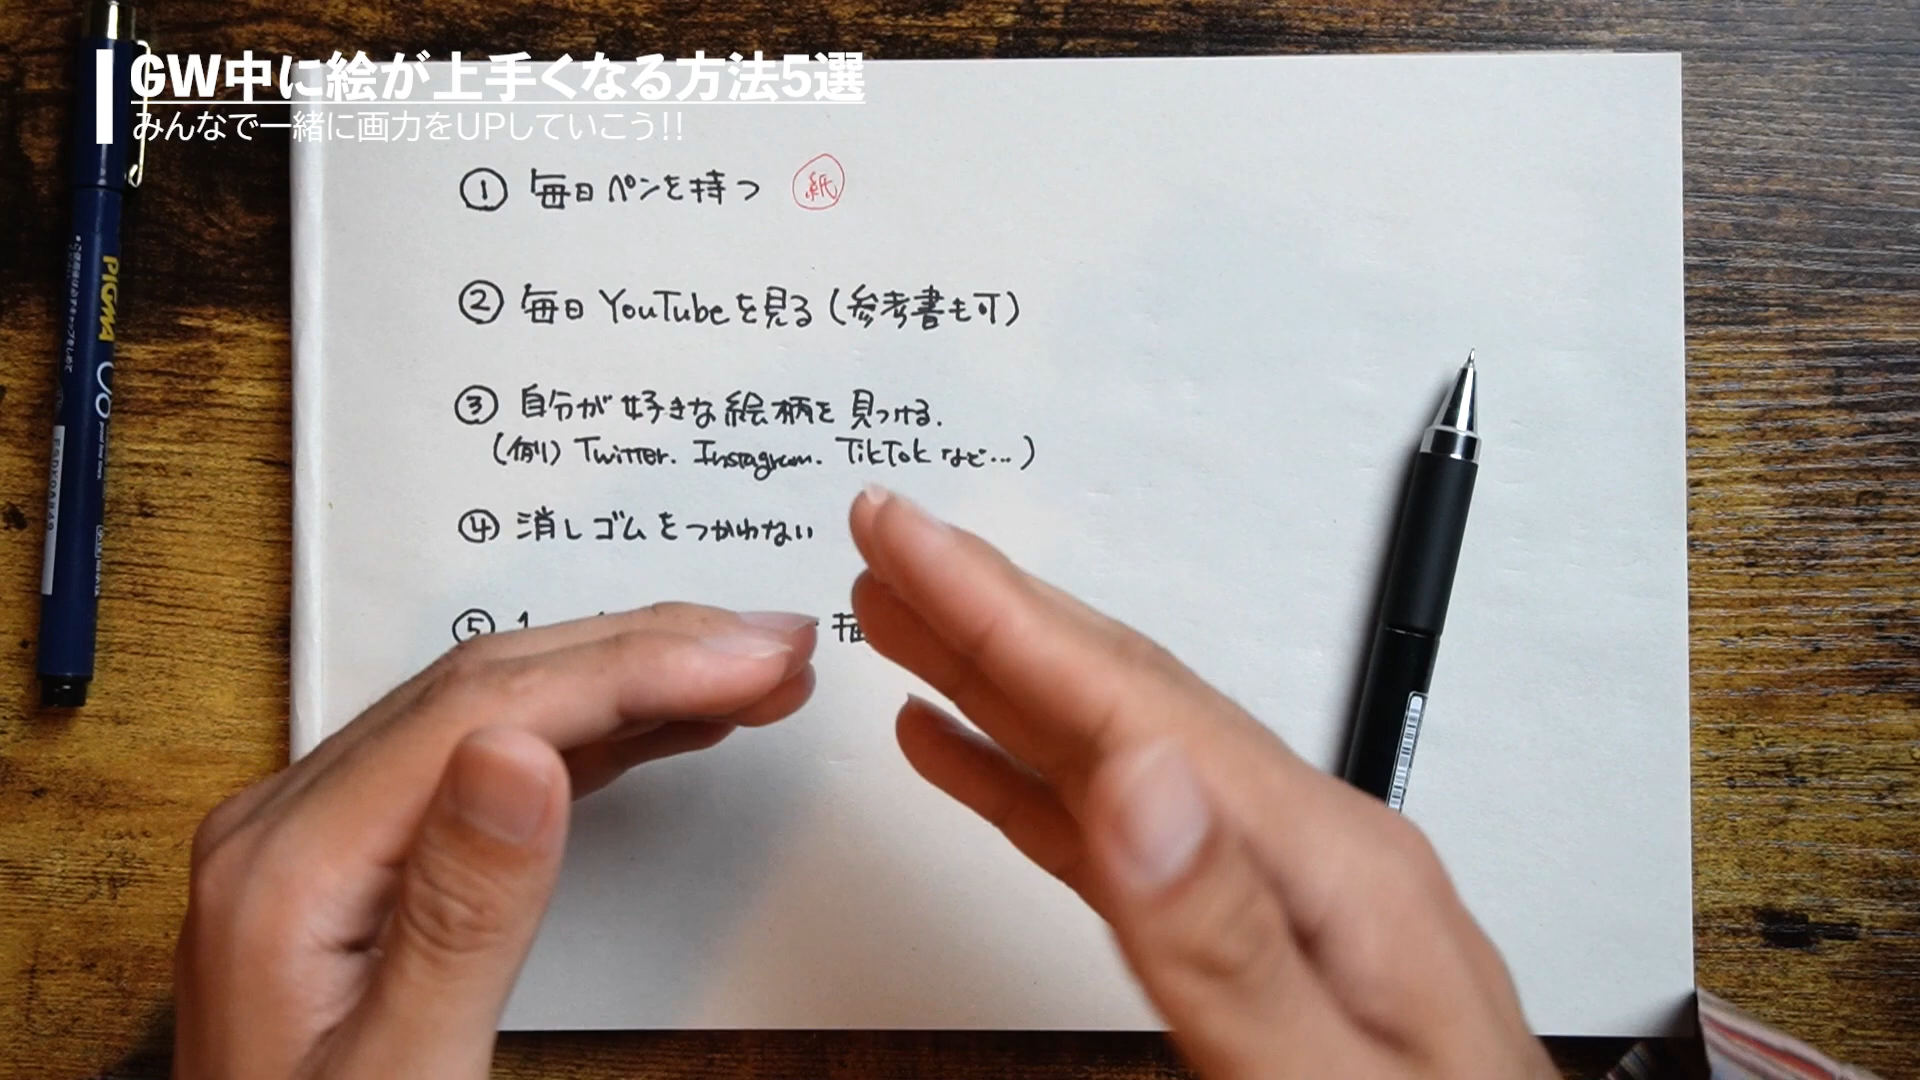 GW中に絵が上手くなる方法5選
みんなで一緒に画力をUPしていこう!!
① 毎日ペンを持つ 紙
② 毎日 YouTubeを見る (参考書も可)
③ 自分が好きな絵柄を見つける.
(例) Twitter. Instagram. TikTok など…)
④ 消しゴムをつかわない
⑤ 1 描
PIGMA